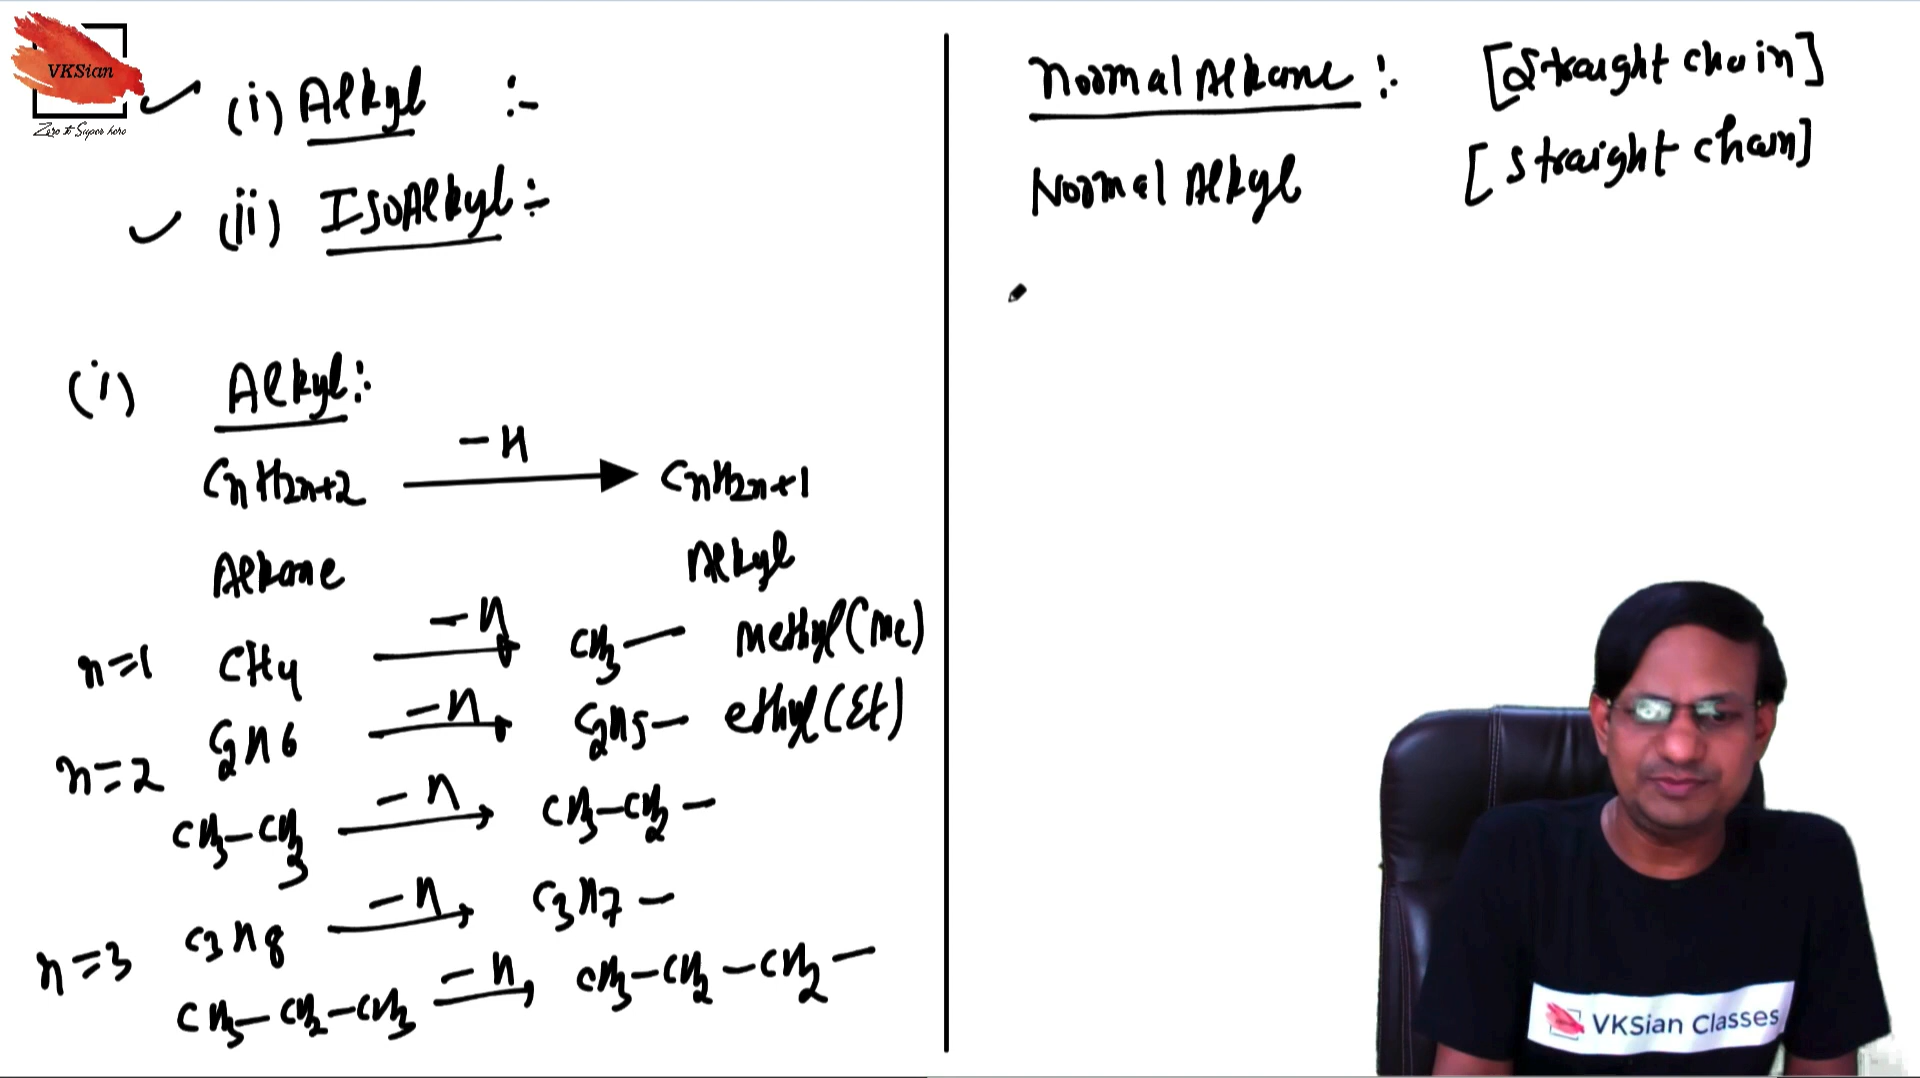 VKSian
Zero to Super hero
(i) Alkyl :-
(ii) IsoAlkyl :-
(i) Alkyl :-
CnH2n+2 -H CnH2n+1
Alkane Alkyl
n=1 CH4 -H CH3— methyl(Me)
n=2 C2H6 -H C2H5— ethyl(Et)
CH3-CH3 -H CH3-CH2-
n=3 C3H8 -H C3H7-
CH3-CH2-CH3 -H CH3-CH2-CH2-
Normal Alkane :- [Straight chain]
Normal Alkyl [Straight chain]
VKSian Classes